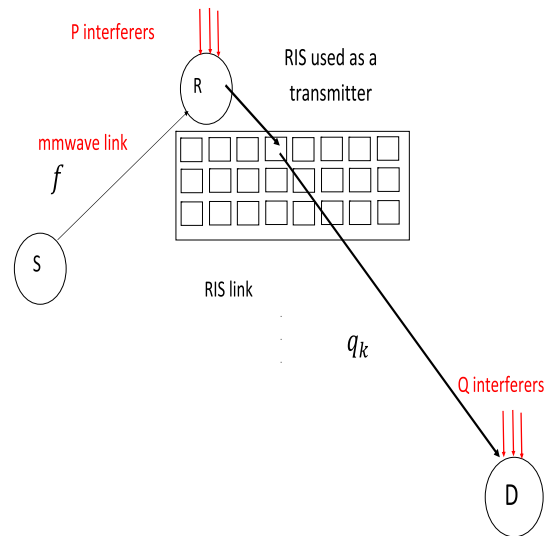 P interferers
R
RIS used as a
transmitter
mmwave link
f
S
RIS link
q_k
Q interferers
D